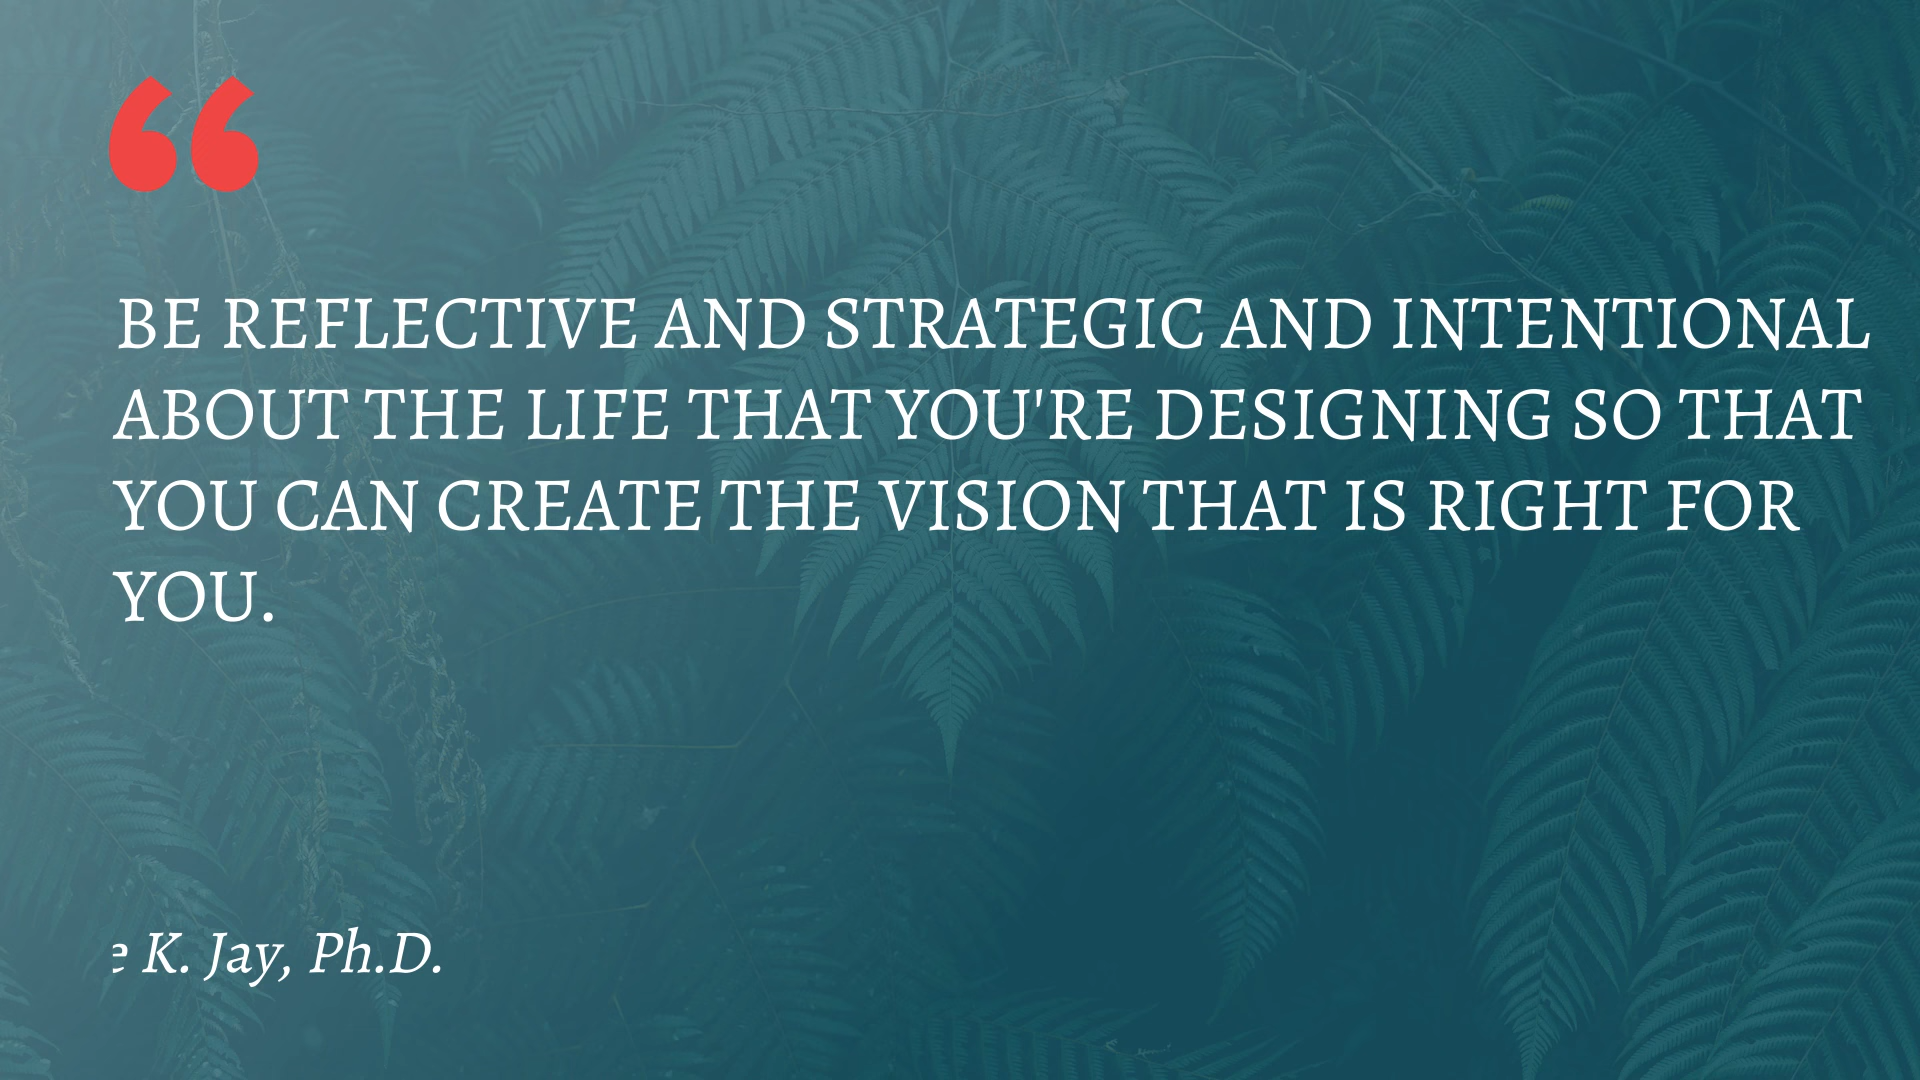 “
BE REFLECTIVE AND STRATEGIC AND INTENTIONAL
ABOUT THE LIFE THAT YOU'RE DESIGNING SO THAT
YOU CAN CREATE THE VISION THAT IS RIGHT FOR
YOU.
K. Jay, Ph.D.